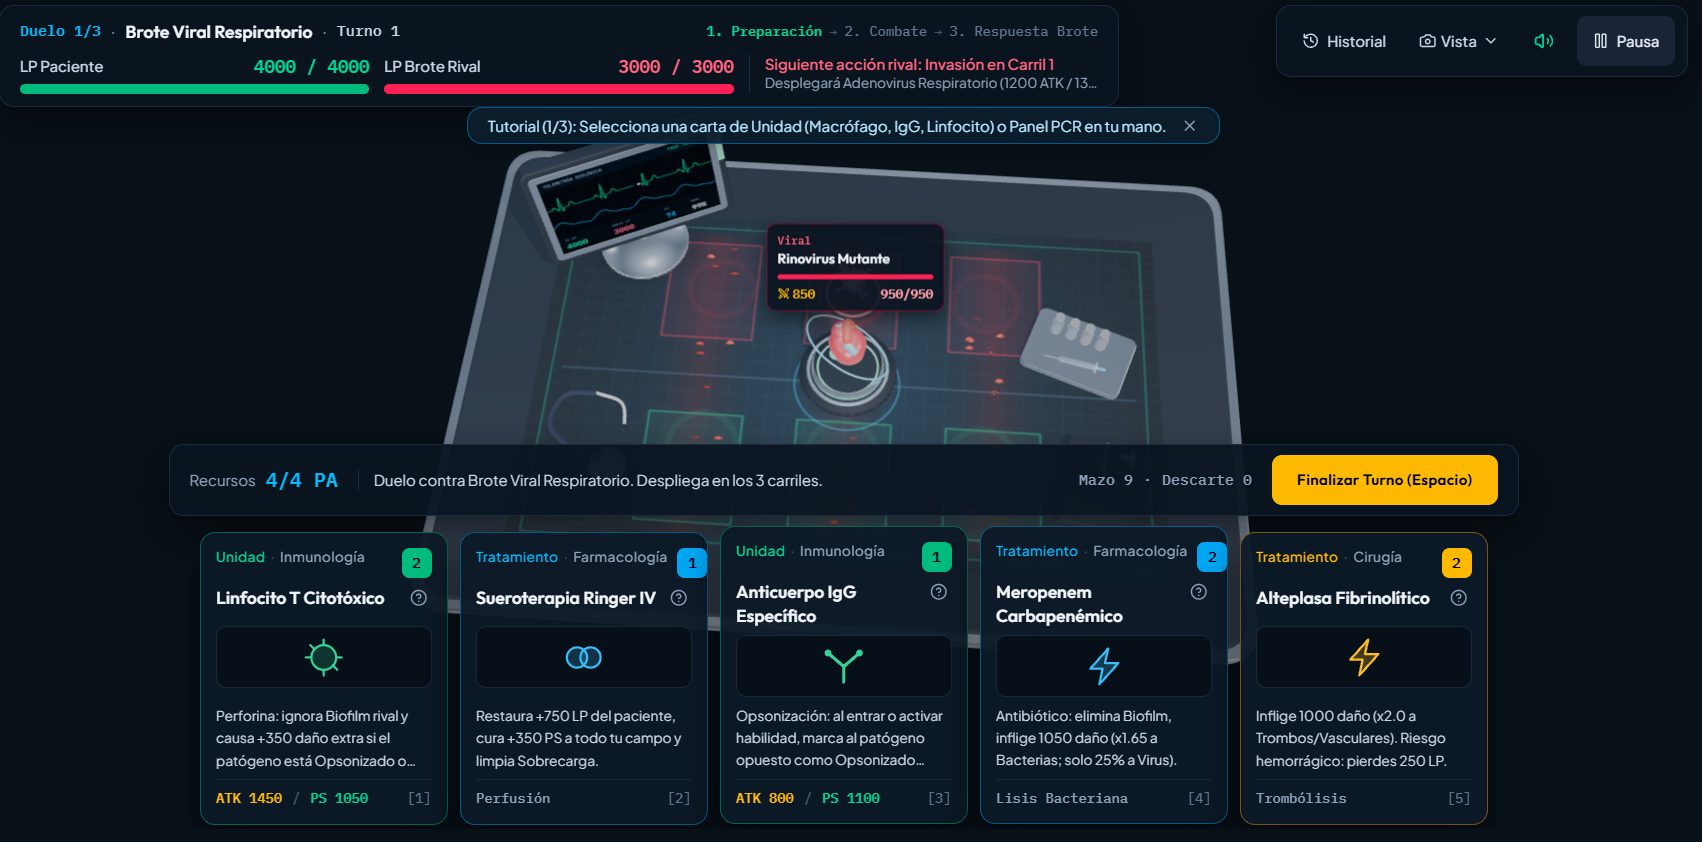 Duelo 1/3 · Brote Viral Respiratorio · Turno 1
1. Preparación → 2. Combate → 3. Respuesta Brote
LP Paciente 4000 / 4000
LP Brote Rival 3000 / 3000
Siguiente acción rival: Invasión en Carril 1
Desplegará Adenovirus Respiratorio (1200 ATK / 13...
Historial
Vista
Pausa
Tutorial (1/3): Selecciona una carta de Unidad (Macrófago, IgG, Linfocito) o Panel PCR en tu mano.
4000
3000
74
99%
Viral
Rinovirus Mutante
850 950/950
Recursos 4/4 PA
Duelo contra Brote Viral Respiratorio. Despliega en los 3 carriles.
Mazo 9 · Descarte 0
Finalizar Turno (Espacio)
Unidad · Inmunología 2
Linfocito T Citotóxico
Perforina: ignora Biofilm rival y
causa +350 daño extra si el
patógeno está Opsonizado o...
ATK 1450 / PS 1050 [1]
Tratamiento · Farmacología 1
Sueroterapia Ringer IV
Restaura +750 LP del paciente,
cura +350 PS a todo tu campo y
limpia Sobrecarga.
Perfusión [2]
Unidad · Inmunología 1
Anticuerpo IgG
Específico
Opsonización: al entrar o activar
habilidad, marca al patógeno
opuesto como Opsonizado...
ATK 800 / PS 1100 [3]
Tratamiento · Farmacología 2
Meropenem
Carbapenémico
Antibiótico: elimina Biofilm,
inflige 1050 daño (x1.65 a
Bacterias; solo 25% a Virus).
Lisis Bacteriana [4]
Tratamiento · Cirugía 2
Alteplasa Fibrinolítico
Inflige 1000 daño (x2.0 a
Trombos/Vasculares). Riesgo
hemorrágico: pierdes 250 LP.
Trombólisis [5]